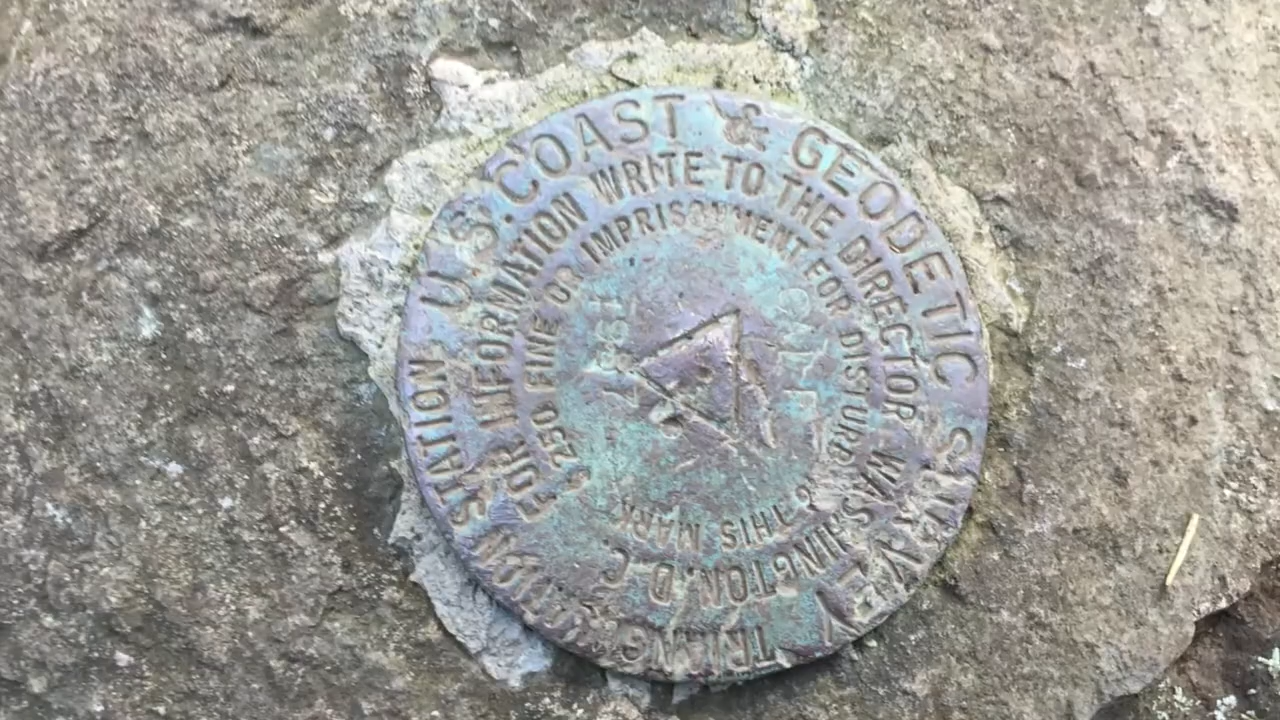 U.S. COAST & GEODETIC SURVEY
TRIANGULATION STATION
FOR INFORMATION WRITE TO THE DIRECTOR
WASHINGTON, D.C.
$250 FINE OR IMPRISONMENT FOR DISTURBING
THIS MARK